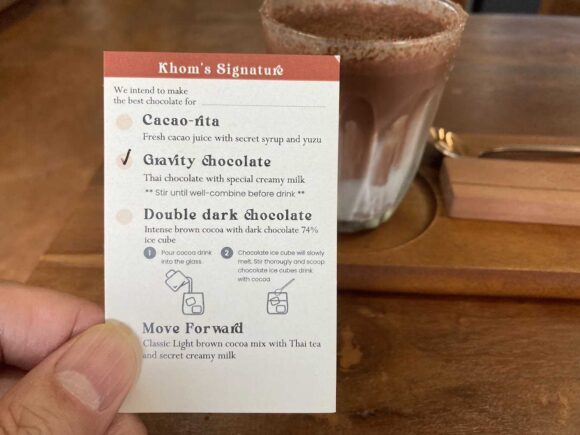 Khom's Signature
We intend to make
the best chocolate for
Cacao-rita
Fresh cacao juice with secret syrup and yuzu
Gravity chocolate
Thai chocolate with special creamy milk
** Stir until well-combine before drink **
Double dark chocolate
Intense brown cocoa with dark chocolate 74%
ice cube
1 Pour cocoa drink
into the glass.
2 Chocolate ice cube will slowly
melt. Stir thorougly and scoop
chocolate ice cubes drink
with cocoa
Move Forward
Classic Light brown cocoa mix with Thai tea
and secret creamy milk